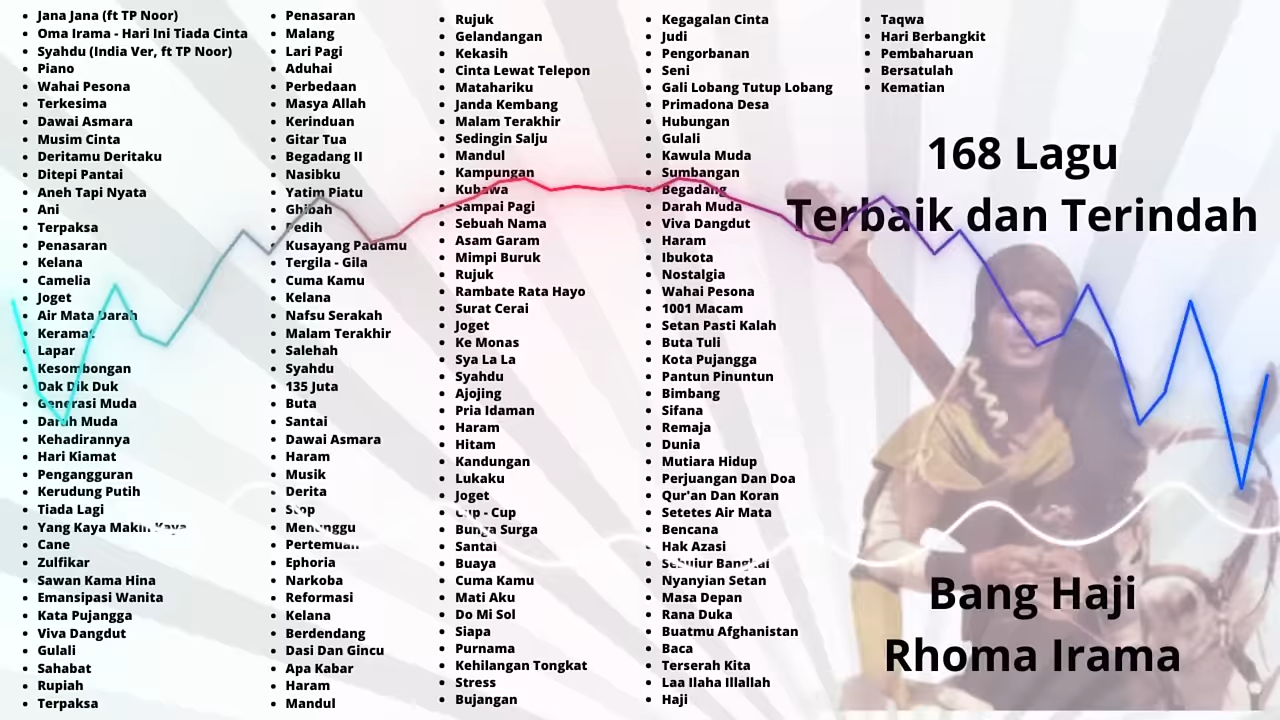 Jana Jana (ft TP Noor)
Oma Irama - Hari Ini Tiada Cinta
Syahdu (India Ver, ft TP Noor)
Piano
Wahai Pesona
Terkesima
Dawai Asmara
Musim Cinta
Deritamu Deritaku
Ditepi Pantai
Aneh Tapi Nyata
Ani
Terpaksa
Penasaran
Kelana
Camelia
Joget
Air Mata Darah
Keramat
Lapar
Kesombongan
Dak Dik Duk
Generasi Muda
Darah Muda
Kehadirannya
Hari Kiamat
Pengangguran
Kerudung Putih
Tiada Lagi
Yang Kaya Makin Kaya
Cane
Zulfikar
Sawan Kama Hina
Emansipasi Wanita
Kata Pujangga
Viva Dangdut
Gulali
Sahabat
Rupiah
Terpaksa
Penasaran
Malang
Lari Pagi
Aduhai
Perbedaan
Masya Allah
Kerinduan
Gitar Tua
Begadang II
Nasibku
Yatim Piatu
Ghibah
Pedih
Kusayang Padamu
Tergila - Gila
Cuma Kamu
Kelana
Nafsu Serakah
Malam Terakhir
Salehah
Syahdu
135 Juta
Buta
Santai
Dawai Asmara
Haram
Musik
Derita
Stop
Menunggu
Pertemuan
Ephoria
Narkoba
Reformasi
Kelana
Berdendang
Dasi Dan Gincu
Apa Kabar
Haram
Mandul
Rujuk
Gelandangan
Kekasih
Cinta Lewat Telepon
Matahariku
Janda Kembang
Malam Terakhir
Sedingin Salju
Mandul
Kampungan
Kubawa
Sampai Pagi
Sebuah Nama
Asam Garam
Mimpi Buruk
Rujuk
Rambate Rata Hayo
Surat Cerai
Joget
Ke Monas
Sya La La
Syahdu
Ajojing
Pria Idaman
Haram
Hitam
Kandungan
Lukaku
Joget
Cup - Cup
Bunga Surga
Santai
Buaya
Cuma Kamu
Mati Aku
Do Mi Sol
Siapa
Purnama
Kehilangan Tongkat
Stress
Bujangan
Kegagalan Cinta
Judi
Pengorbanan
Seni
Gali Lobang Tutup Lobang
Primadona Desa
Hubungan
Gulali
Kawula Muda
Sumbangan
Begadang
Darah Muda
Viva Dangdut
Haram
Ibukota
Nostalgia
Wahai Pesona
1001 Macam
Setan Pasti Kalah
Buta Tuli
Kota Pujangga
Pantun Pinuntun
Bimbang
Sifana
Remaja
Dunia
Mutiara Hidup
Perjuangan Dan Doa
Qur'an Dan Koran
Setetes Air Mata
Bencana
Hak Azasi
Sebujur Bangkai
Nyanyian Setan
Masa Depan
Rana Duka
Buatmu Afghanistan
Baca
Terserah Kita
Laa Ilaha Illallah
Haji
Taqwa
Hari Berbangkit
Pembaharuan
Bersatulah
Kematian
168 Lagu
Terbaik dan Terindah
Bang Haji
Rhoma Irama